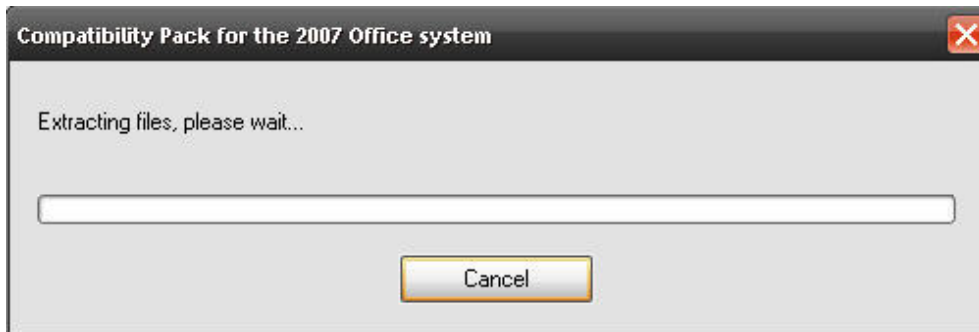 Compatibility Pack for the 2007 Office system
Extracting files, please wait...
Cancel